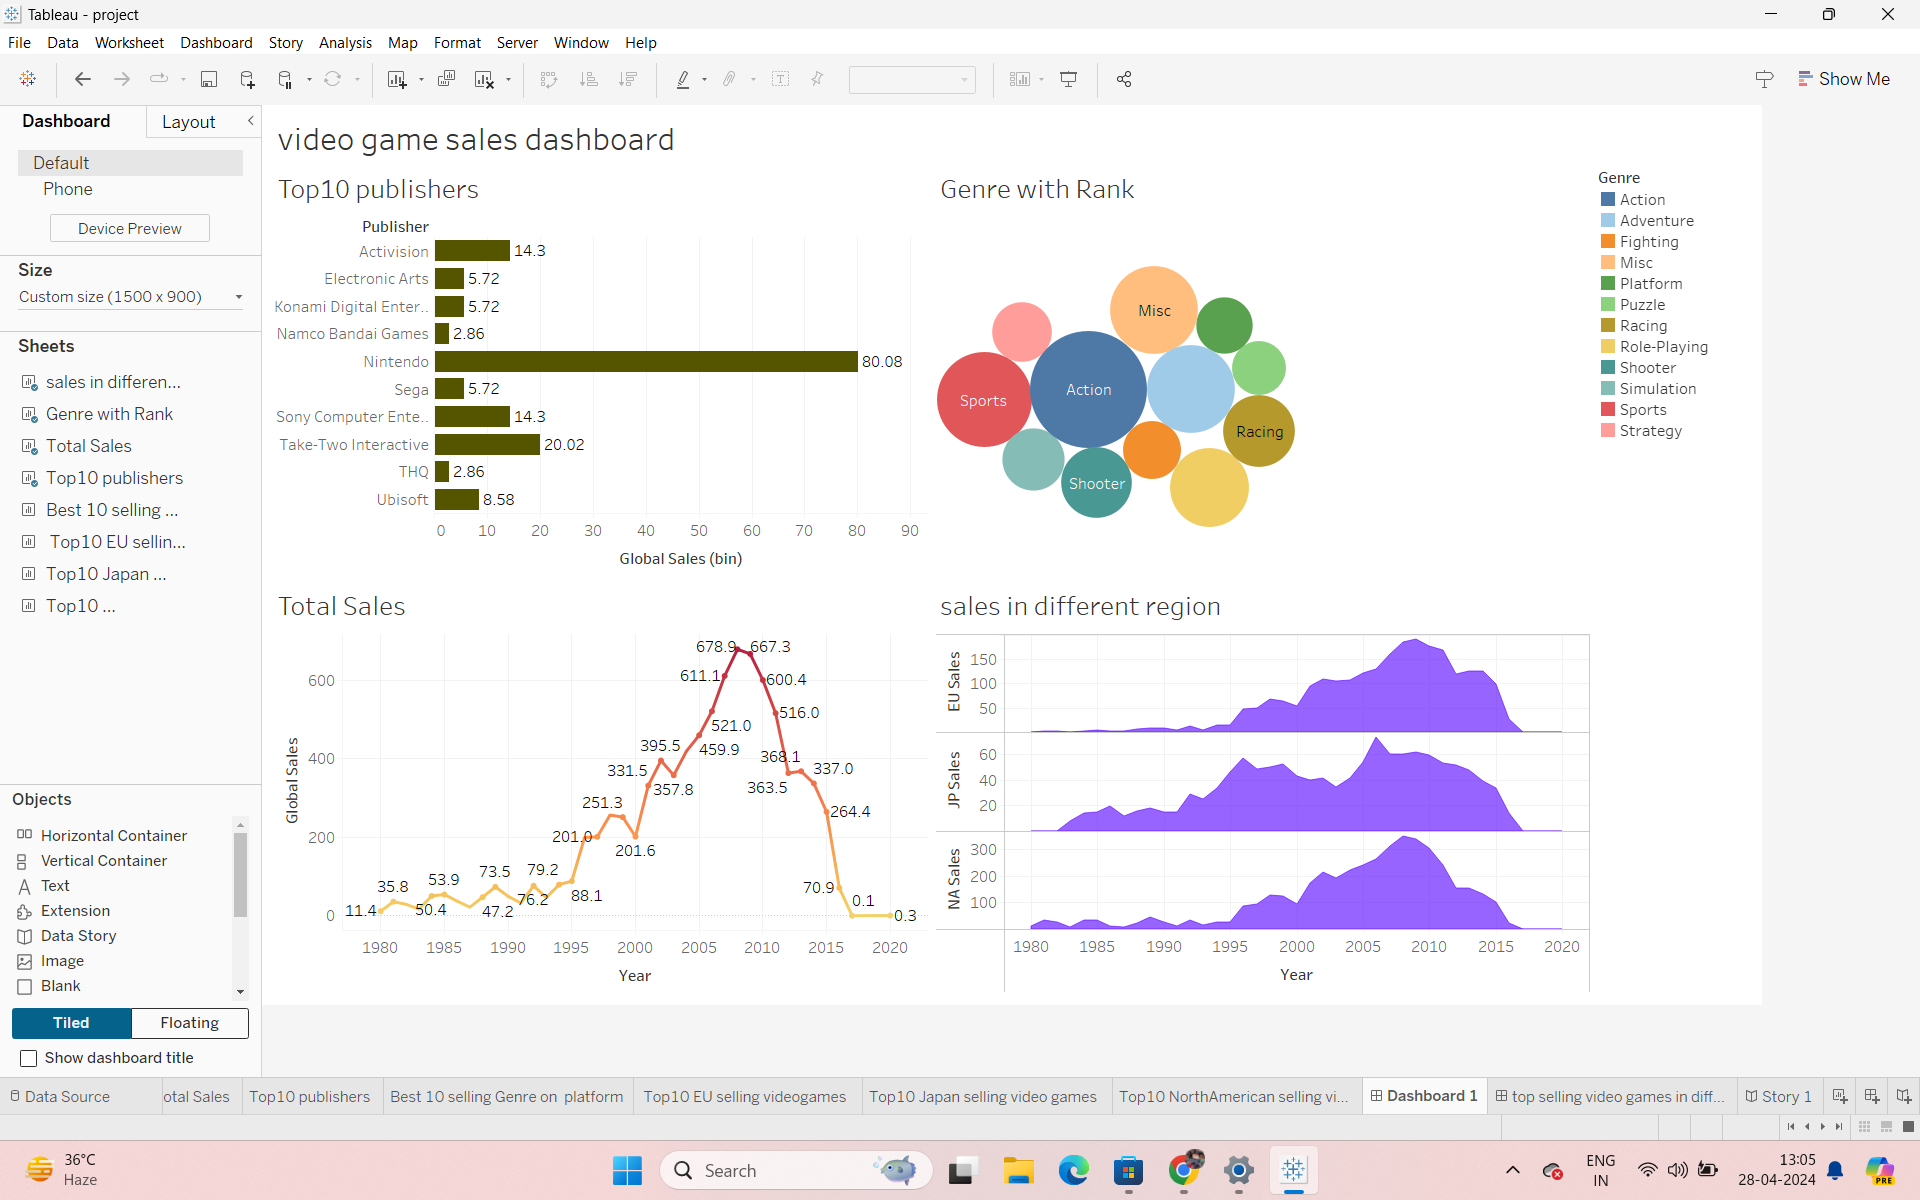 Tableau - project
File Data Worksheet Dashboard Story Analysis Map Format Server Window Help
Show Me
Dashboard Layout
Default
Phone
Device Preview
Size
Custom size (1500 x 900)
Sheets
sales in differen...
Genre with Rank
Total Sales
Top10 publishers
Best 10 selling ...
Top10 EU sellin...
Top10 Japan ...
Top10 ...
Objects
Horizontal Container
Vertical Container
Text
Extension
Data Story
Image
Blank
Tiled Floating
Show dashboard title
video game sales dashboard
Top10 publishers
Publisher
Activision 14.3
Electronic Arts 5.72
Konami Digital Enter.. 5.72
Namco Bandai Games 2.86
Nintendo 80.08
Sega 5.72
Sony Computer Ente.. 14.3
Take-Two Interactive 20.02
THQ 2.86
Ubisoft 8.58
0 10 20 30 40 50 60 70 80 90
Global Sales (bin)
Genre with Rank
Misc
Action
Sports
Racing
Shooter
Genre
Action
Adventure
Fighting
Misc
Platform
Puzzle
Racing
Role-Playing
Shooter
Simulation
Sports
Strategy
Total Sales
Global Sales
600
400
200
0
11.4
35.8
50.4
53.9
73.5
47.2
79.2
76.2
88.1
201.0
251.3
201.6
331.5
395.5
357.8
459.9
521.0
611.1
678.9
667.3
600.4
516.0
363.5
368.1
337.0
264.4
70.9
0.1
0.3
1980 1985 1990 1995 2000 2005 2010 2015 2020
Year
sales in different region
EU Sales
150
100
50
JP Sales
60
40
20
NA Sales
300
200
100
1980 1985 1990 1995 2000 2005 2010 2015 2020
Year
Data Source otal Sales Top10 publishers Best 10 selling Genre on platform Top10 EU selling videogames Top10 Japan selling video games Top10 NorthAmerican selling vi... Dashboard 1 top selling video games in diff... Story 1
36°C
Haze
Search
ENG
IN
13:05
28-04-2024
PRE